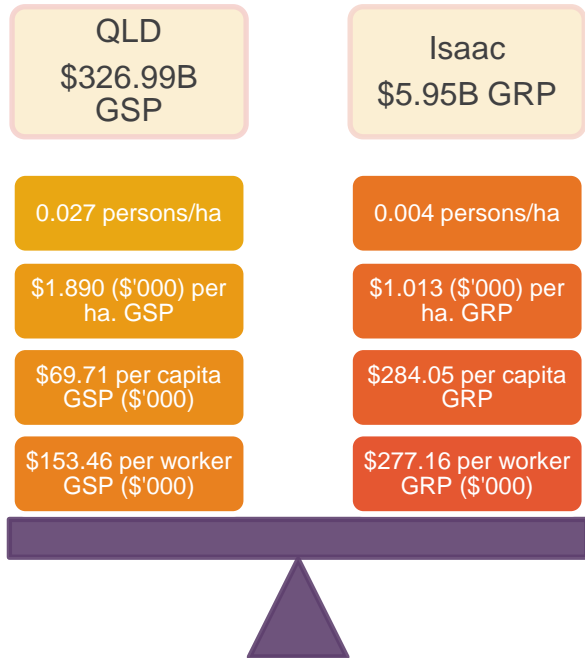 QLD
$326.99B
GSP
Isaac
$5.95B GRP
0.027 persons/ha
0.004 persons/ha
$1.890 ($'000) per
ha. GSP
$1.013 ($'000) per
ha. GRP
$69.71 per capita
GSP ($'000)
$284.05 per capita
GRP
$153.46 per worker
GSP ($'000)
$277.16 per worker
GRP ($'000)